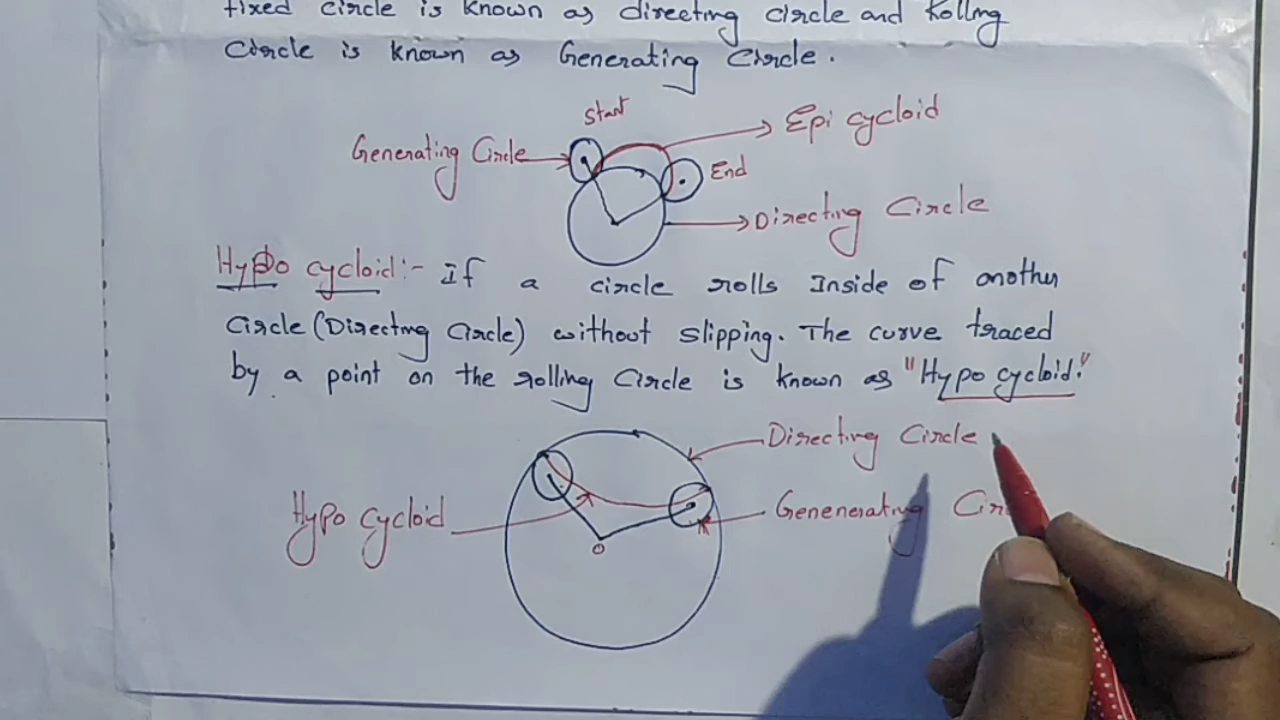 fixed circle is known as directing circle and Rolling
Circle is known as Generating Circle.
Start
Epi cycloid
Generating Circle
End
Directing Circle
Hypo cycloid:- If a circle rolls Inside of another
Circle (Directing Circle) without slipping. The curve traced
by a point on the rolling Circle is known as "Hypo cycloid."
Directing Circle
Hypo Cycloid
Genenerating Cir
O